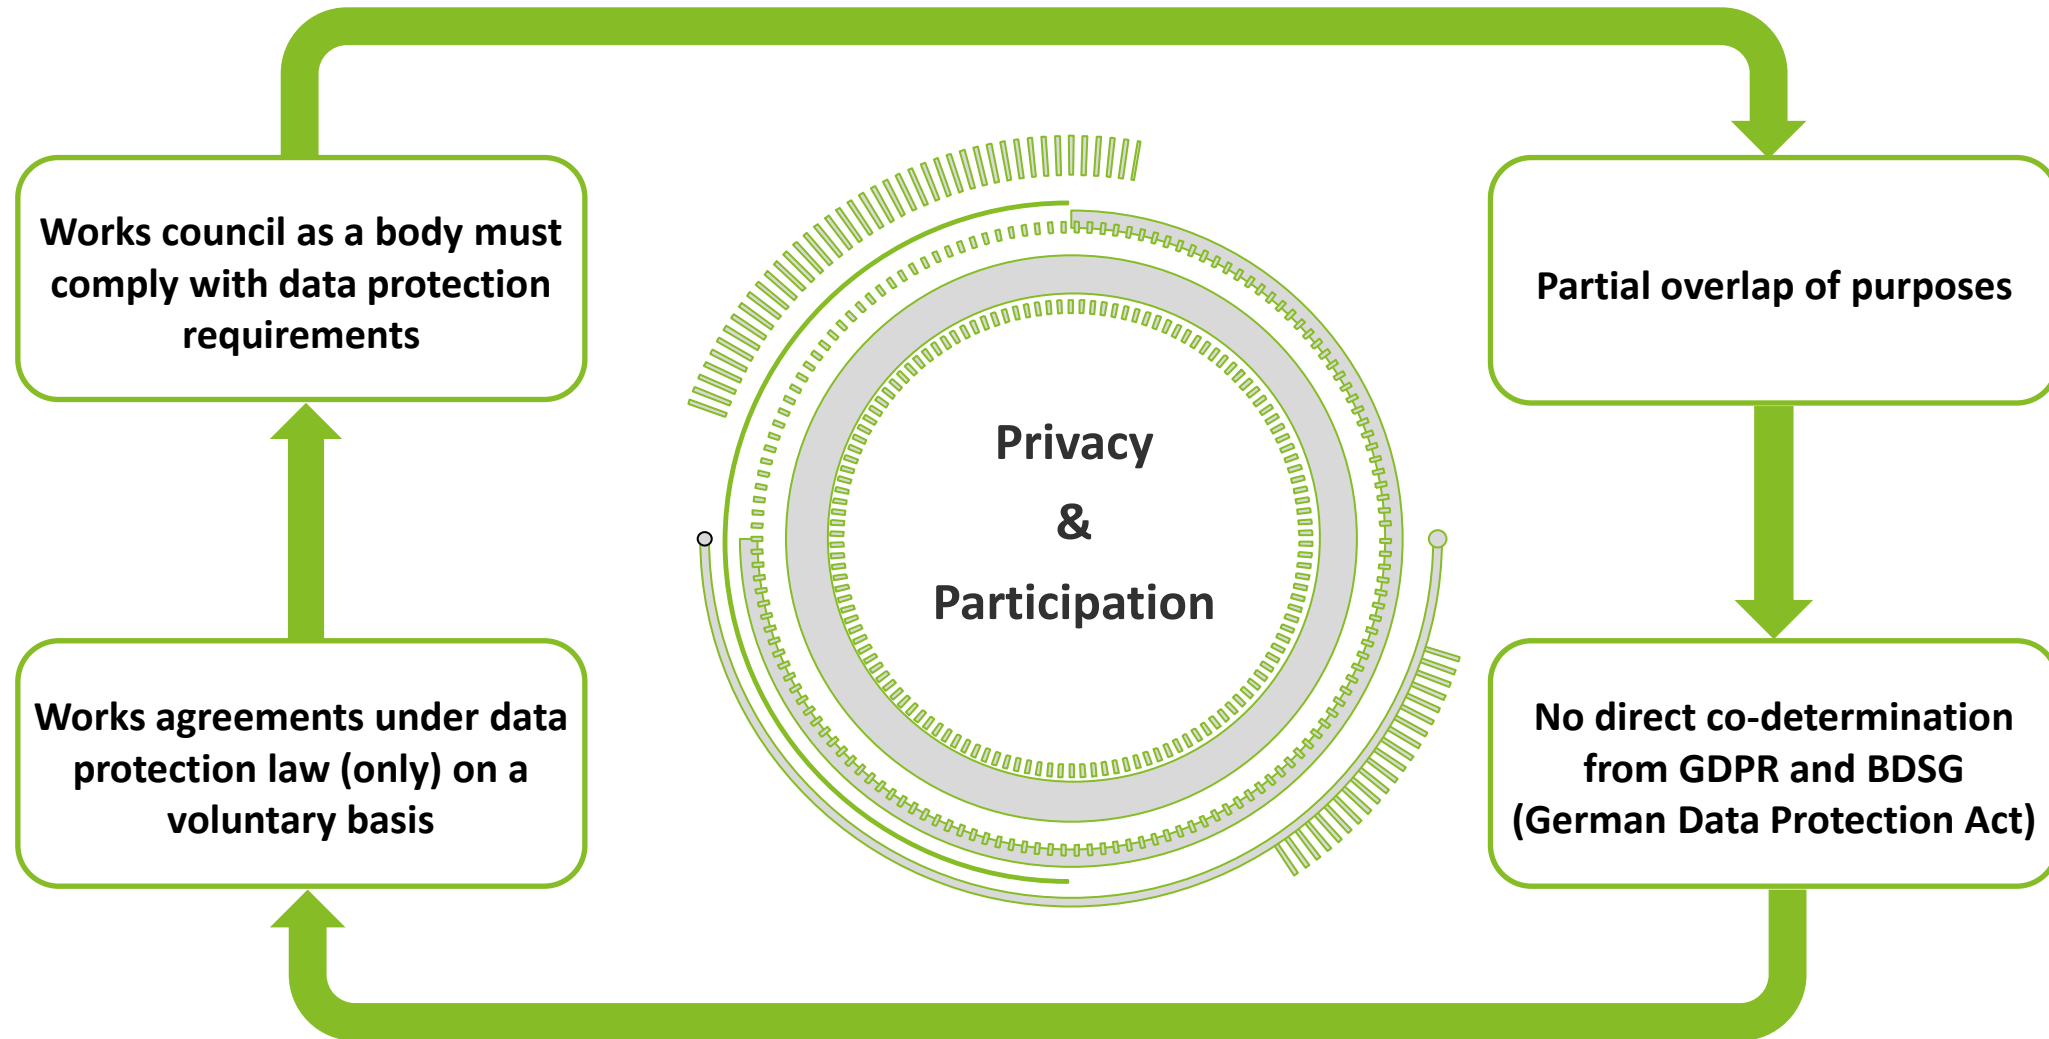 Works council as a body must
comply with data protection
requirements
Partial overlap of purposes
Privacy
&
Participation
Works agreements under data
protection law (only) on a
voluntary basis
No direct co-determination
from GDPR and BDSG
(German Data Protection Act)